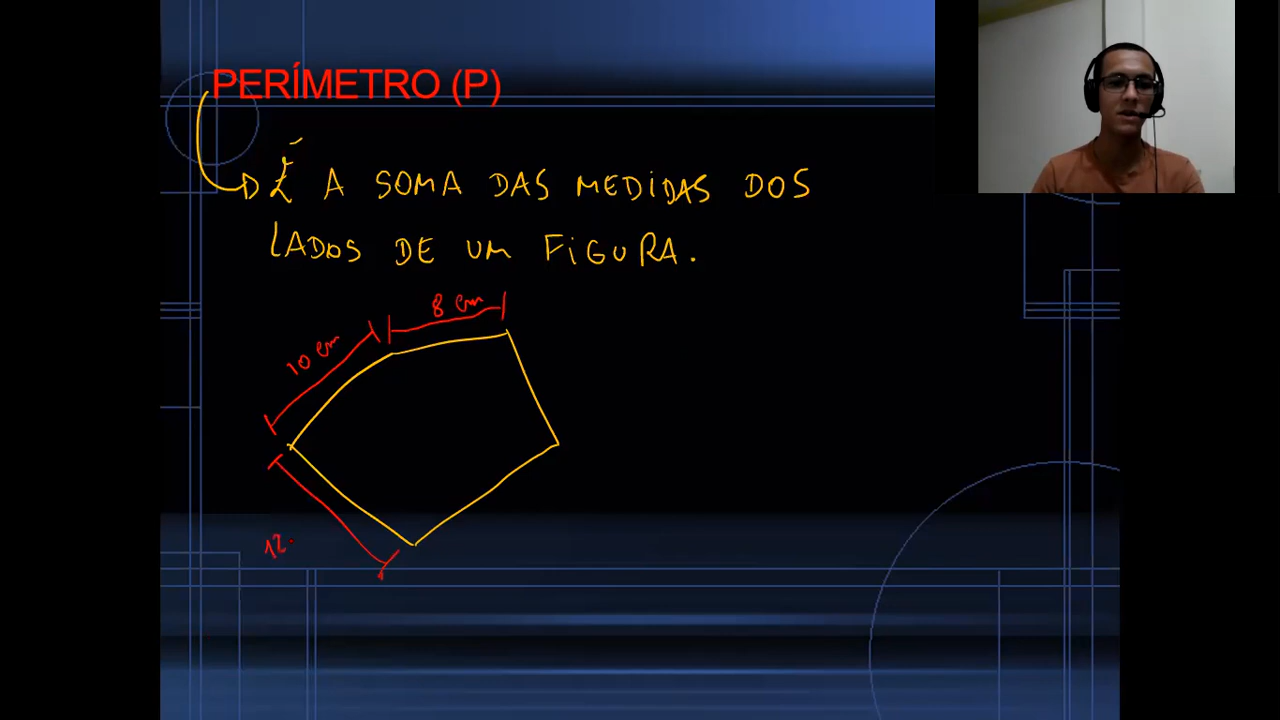 PERÍMETRO (P)
É A SOMA DAS MEDIDAS DOS
LADOS DE UM FIGURA.
8 cm
10 cm
12